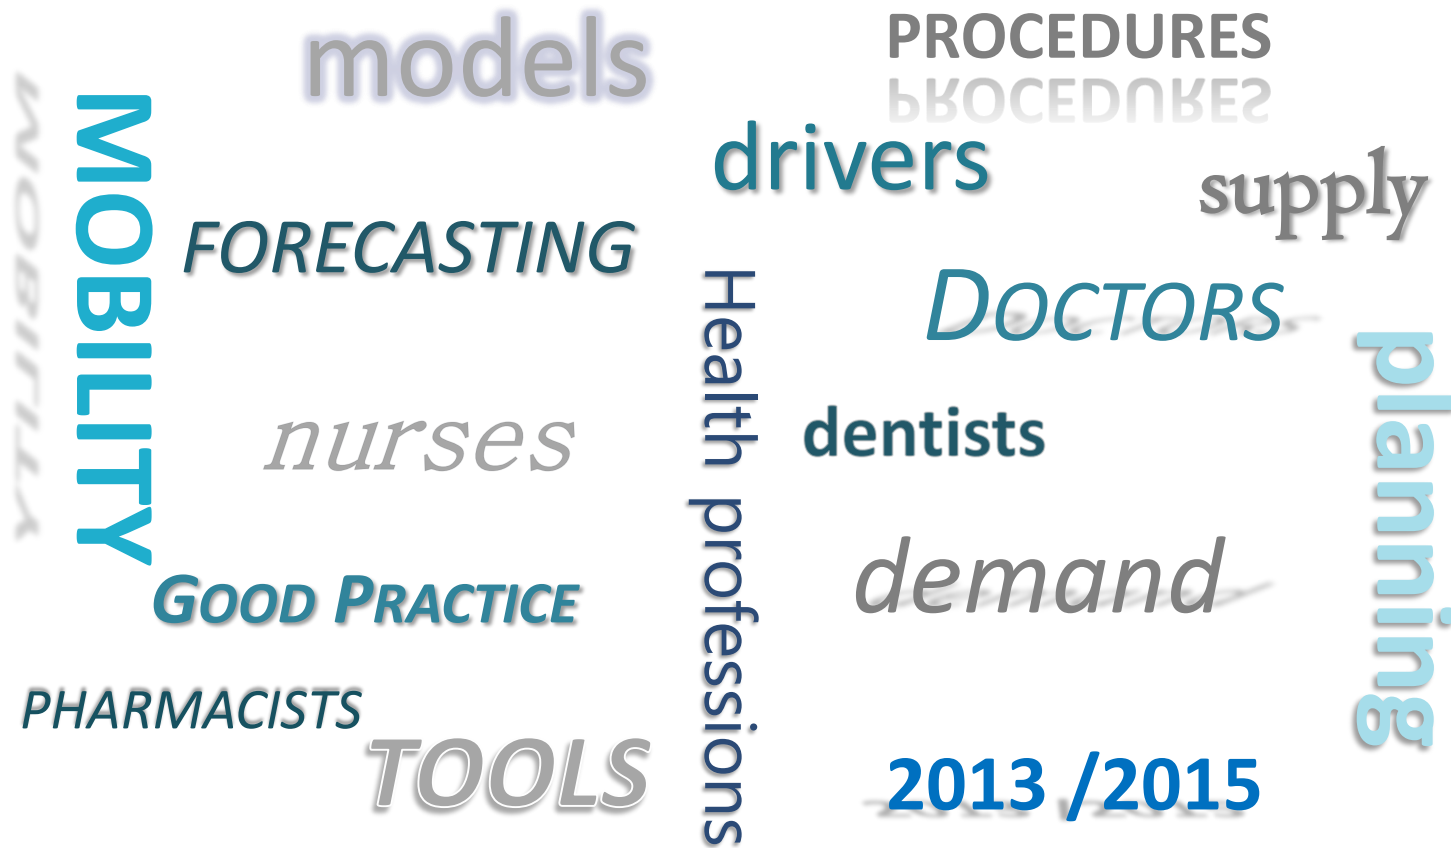 models
PROCEDURES
drivers
supply
MOBILITY
FORECASTING
DOCTORS
Health professions
planning
nurses
dentists
demand
GOOD PRACTICE
PHARMACISTS
TOOLS
2013 /2015